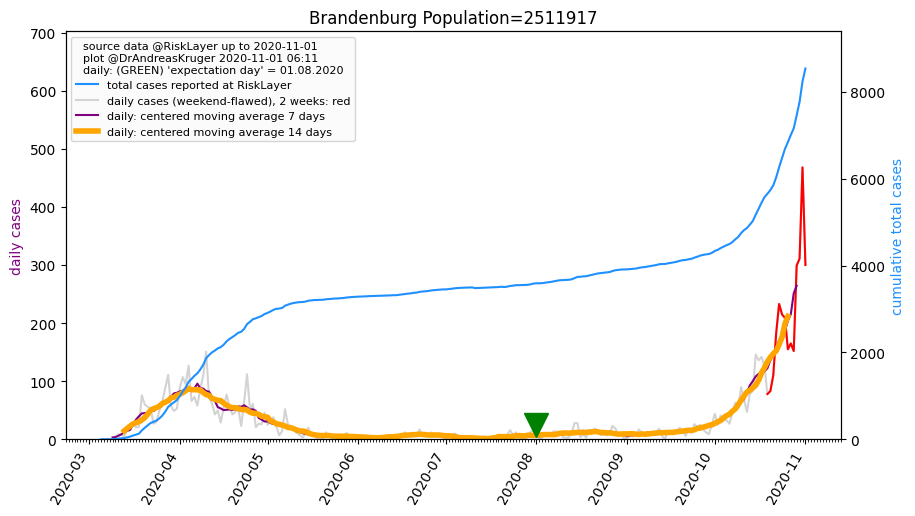 Brandenburg Population=2511917
source data @RiskLayer up to 2020-11-01
plot @DrAndreasKruger 2020-11-01 06:11
daily: (GREEN) 'expectation day' = 01.08.2020
total cases reported at RiskLayer
daily cases (weekend-flawed), 2 weeks: red
daily: centered moving average 7 days
daily: centered moving average 14 days
daily cases
700
600
500
400
300
200
100
0
cumulative total cases
8000
6000
4000
2000
0
2020-03
2020-04
2020-05
2020-06
2020-07
2020-08
2020-09
2020-10
2020-11